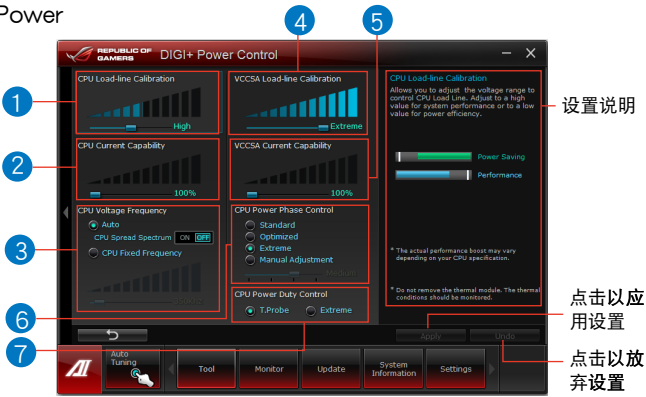 Power
4
5
REPUBLIC OF
GAMERS
DIGI+ Power Control
1
CPU Load-line Calibration
High
VCCSA Load-line Calibration
Extreme
CPU Load-line Calibration
Allows you to adjust the voltage range to
control CPU Load Line. Adjust to a high
value for system performance or to a low
value for power efficiency.
Power Saving
Performance
* The actual performance boost may vary
depending on your CPU specification.
* Do not remove the thermal module. The thermal
conditions should be monitored.
设置说明
2
CPU Current Capability
100%
VCCSA Current Capability
100%
3
CPU Voltage Frequency
Auto
CPU Spread Spectrum
ON OFF
CPU Fixed Frequency
CPU Power Phase Control
Standard
Optimized
Extreme
Manual Adjustment
Medium
6
CPU Power Duty Control
T.Probe
Extreme
7
Apply
Undo
点击以应
用设置
点击以放
弃设置
Auto
Tuning
Tool
Monitor
Update
System
Information
Settings